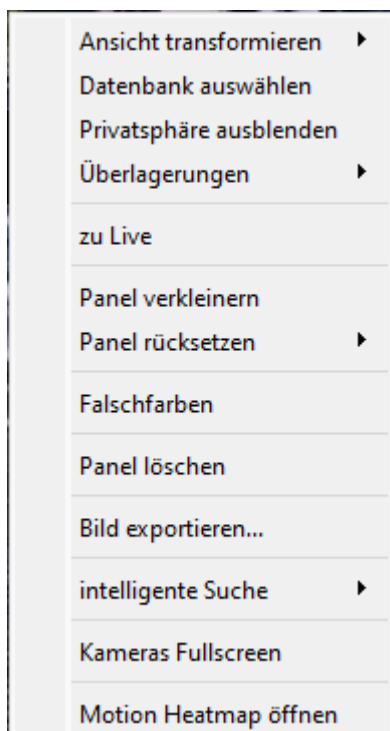 Ansicht transformieren
Datenbank auswählen
Privatsphäre ausblenden
Überlagerungen
zu Live
Panel verkleinern
Panel rücksetzen
Falschfarben
Panel löschen
Bild exportieren...
intelligente Suche
Kameras Fullscreen
Motion Heatmap öffnen